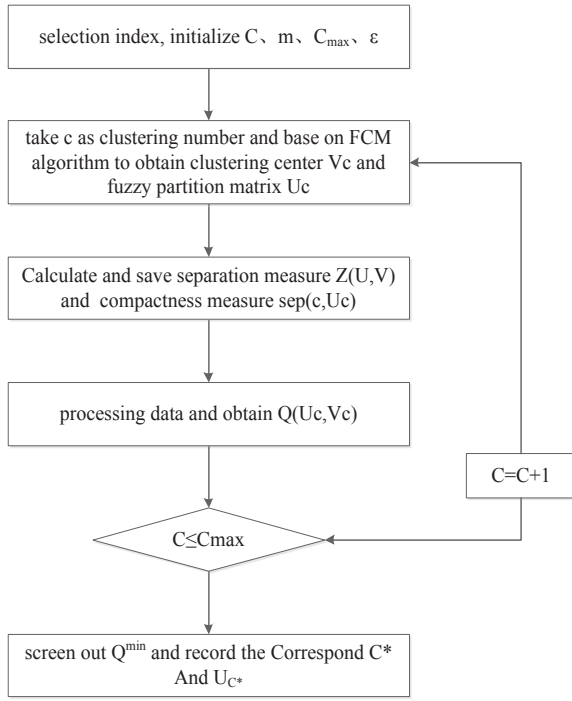 selection index, initialize C、m、Cmax、ε
take c as clustering number and base on FCM
algorithm to obtain clustering center Vc and
fuzzy partition matrix Uc
Calculate and save separation measure Z(U,V)
and compactness measure sep(c,Uc)
processing data and obtain Q(Uc,Vc)
C=C+1
C≤Cmax
screen out Qmin and record the Correspond C*
And UC*